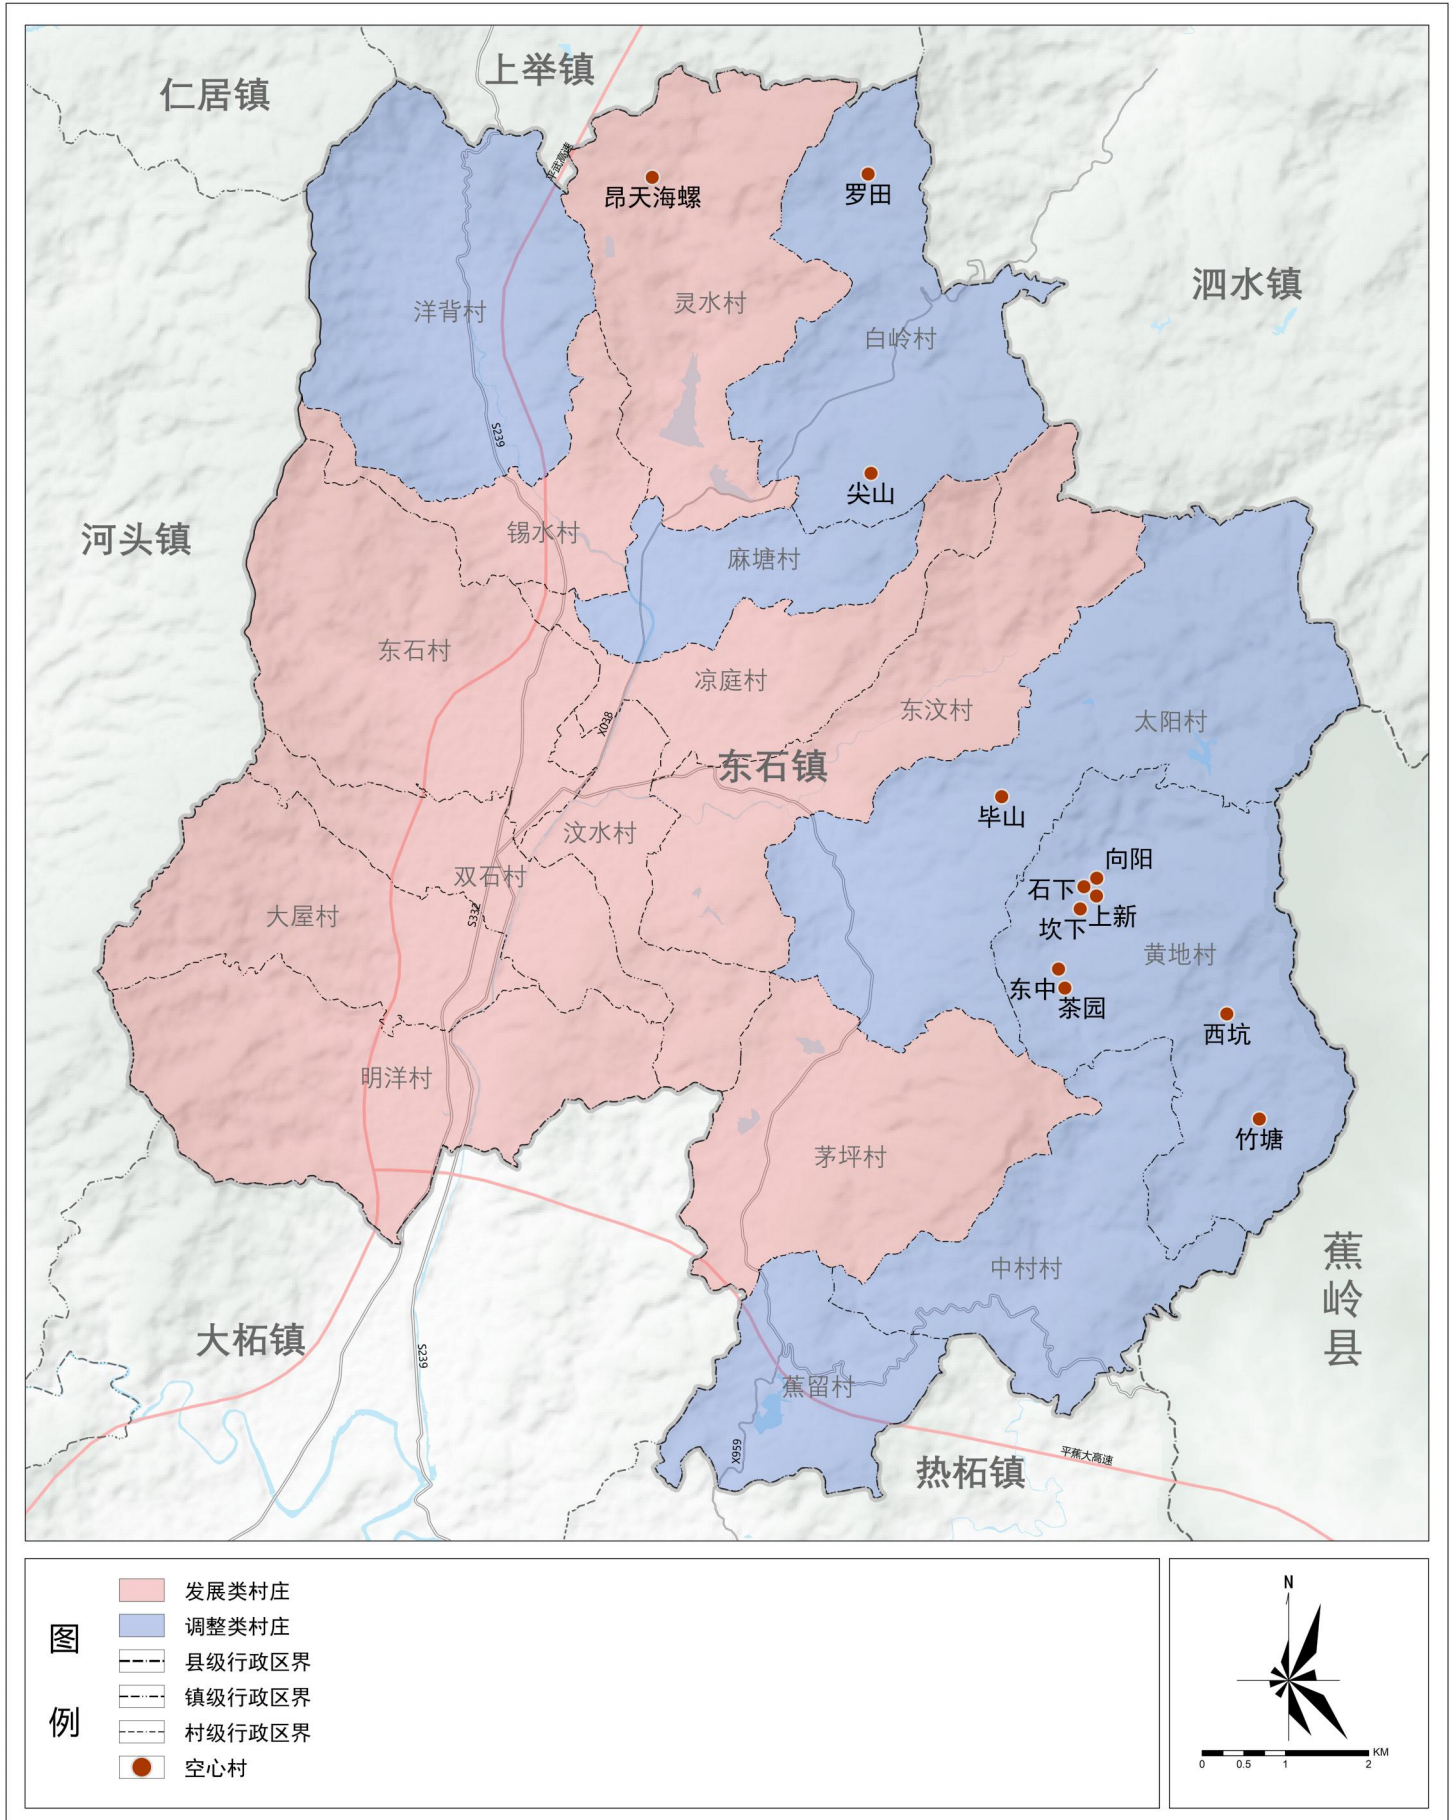 仁居镇
上举镇
平武高速
昂天海螺
罗田
泗水镇
洋背村
灵水村
白岭村
S239
尖山
河头镇
锡水村
麻塘村
东石村
凉庭村
东汶村
太阳村
X038
东石镇
毕山
汶水村
向阳
双石村
石下
大屋村
S332
上新
坎下
黄地村
东中
茶园
西坑
明洋村
竹塘
茅坪村
中村村
蕉岭县
大柘镇
S239
蕉留村
X959
平蕉大高速
热柘镇
图例
发展类村庄
调整类村庄
县级行政区界
镇级行政区界
村级行政区界
空心村
N
KM
0 0.5 1 2